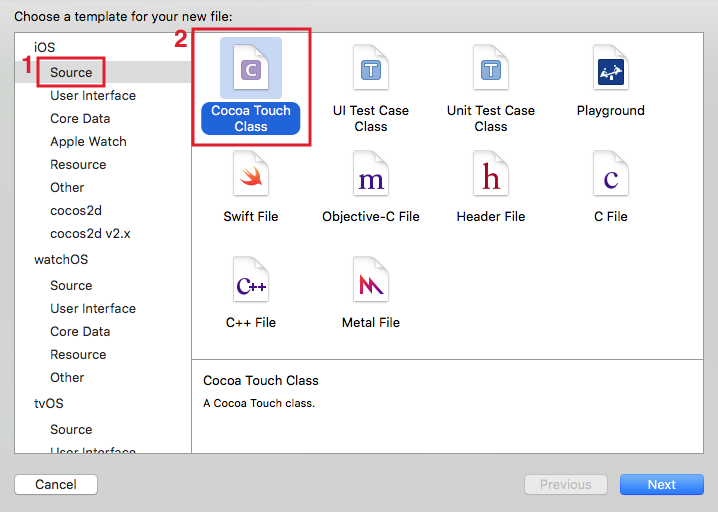 Choose a template for your new file:
iOS
1
Source
User Interface
Core Data
Apple Watch
Resource
Other
cocos2d
cocos2d v2.x
watchOS
Source
User Interface
Core Data
Resource
Other
tvOS
Source
User Interface
2
C
Cocoa Touch
Class
T
UI Test Case
Class
T
Unit Test Case
Class
Playground
Swift File
m
Objective-C File
h
Header File
c
C File
C++
C++ File
Metal File
Cocoa Touch Class
A Cocoa Touch class.
Cancel
Previous
Next